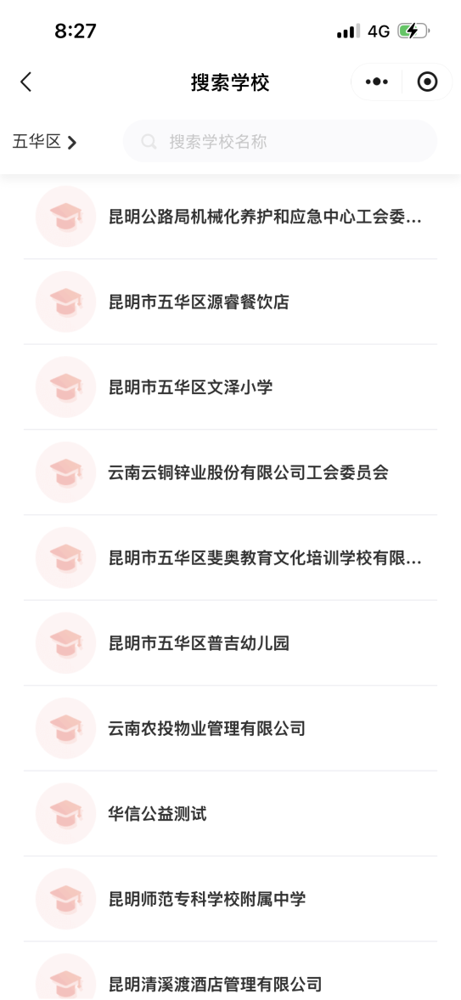 8:27
4G
搜索学校
五华区
搜索学校名称
昆明公路局机械化养护和应急中心工会委...
昆明市五华区源睿餐饮店
昆明市五华区文泽小学
云南云铜锌业股份有限公司工会委员会
昆明市五华区斐奥教育文化培训学校有限...
昆明市五华区普吉幼儿园
云南农投物业管理有限公司
华信公益测试
昆明师范专科学校附属中学
昆明清溪渡酒店管理有限公司